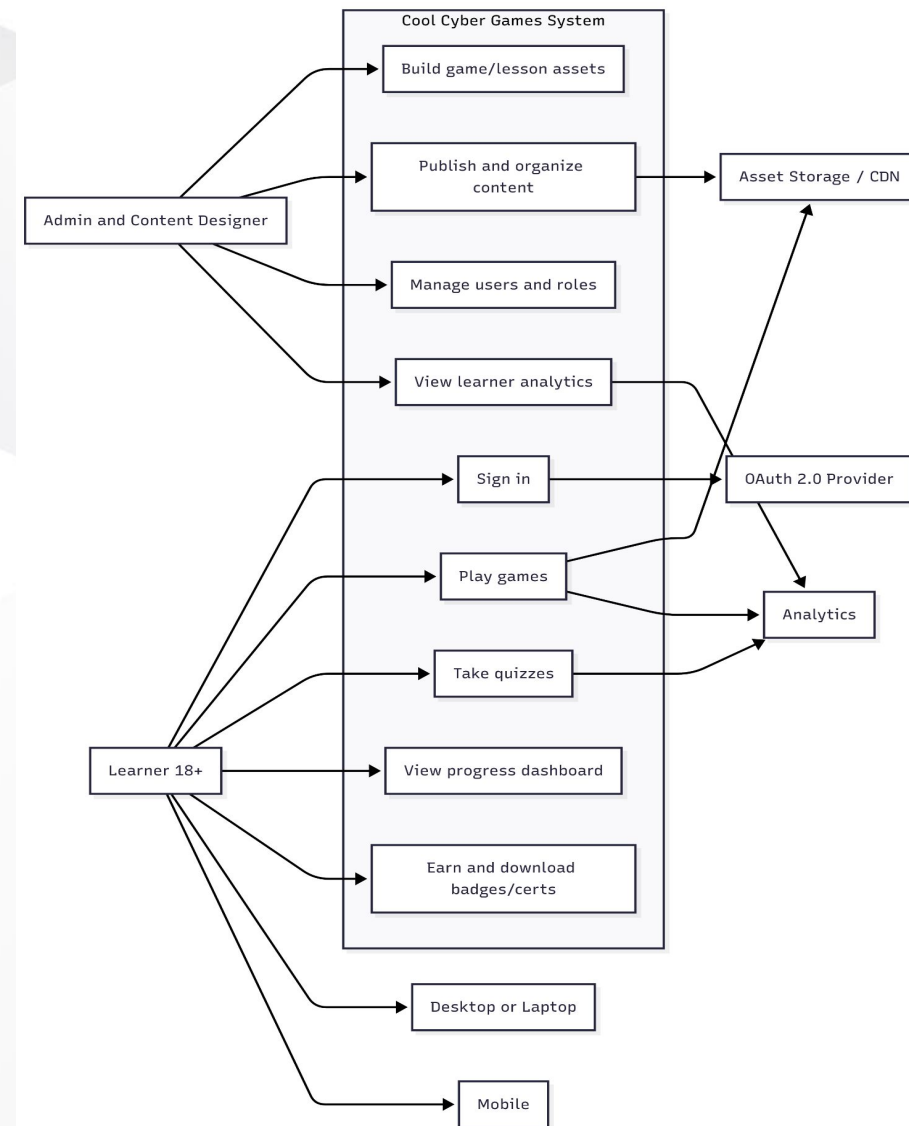 Cool Cyber Games System
Build game/lesson assets
Publish and organize
content
Asset Storage / CDN
Admin and Content Designer
Manage users and roles
View learner analytics
Sign in
OAuth 2.0 Provider
Play games
Analytics
Take quizzes
Learner 18+
View progress dashboard
Earn and download
badges/certs
Desktop or Laptop
Mobile